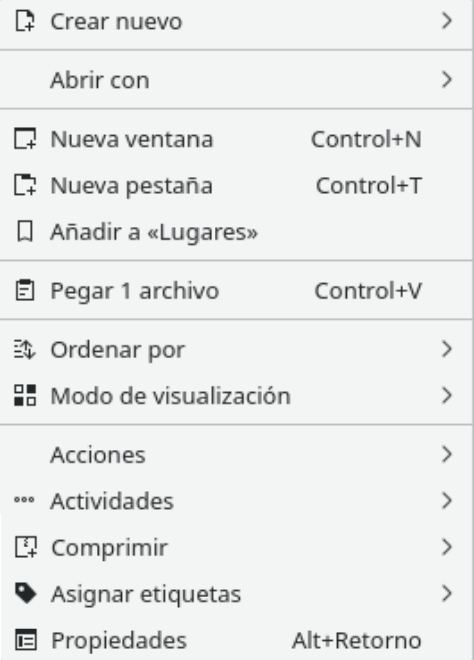 Crear nuevo
Abrir con
Nueva ventana Control+N
Nueva pestaña Control+T
Añadir a «Lugares»
Pegar 1 archivo Control+V
Ordenar por
Modo de visualización
Acciones
Actividades
Comprimir
Asignar etiquetas
Propiedades Alt+Retorno